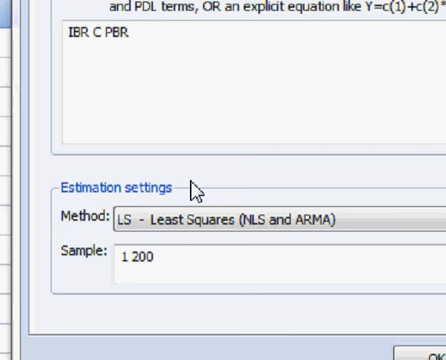 and PDL terms, OR an explicit equation like Y=c(1)+c(2)*
IBR C PBR
Estimation settings
Method: LS - Least Squares (NLS and ARMA)
Sample: 1 200
OK